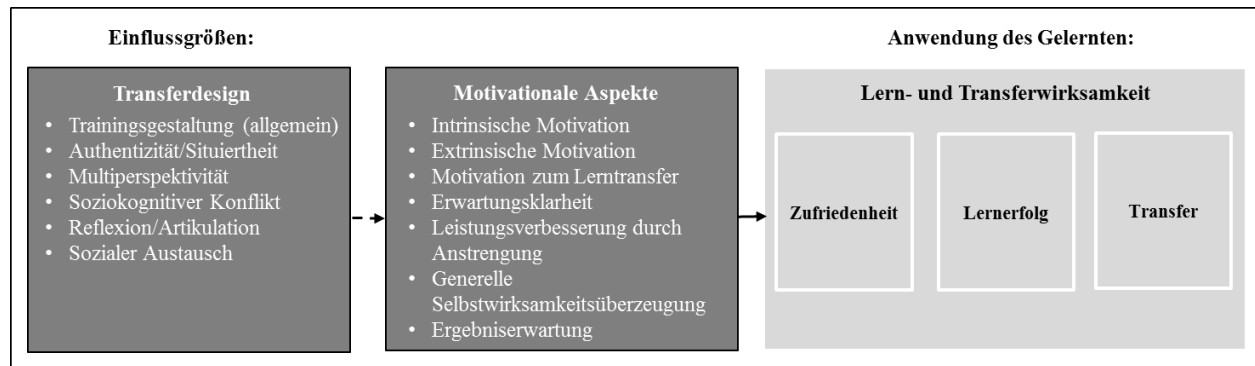 Einflussgrößen:
Transferdesign
• Trainingsgestaltung (allgemein)
• Authentizität/Situiertheit
• Multiperspektivität
• Soziokognitiver Konflikt
• Reflexion/Artikulation
• Sozialer Austausch
Motivationale Aspekte
• Intrinsische Motivation
• Extrinsische Motivation
• Motivation zum Lerntransfer
• Erwartungsklarheit
• Leistungsverbesserung durch
Anstrengung
• Generelle
Selbstwirksamkeitsüberzeugung
• Ergebniserwartung
Anwendung des Gelernten:
Lern- und Transferwirksamkeit
Zufriedenheit
Lernerfolg
Transfer